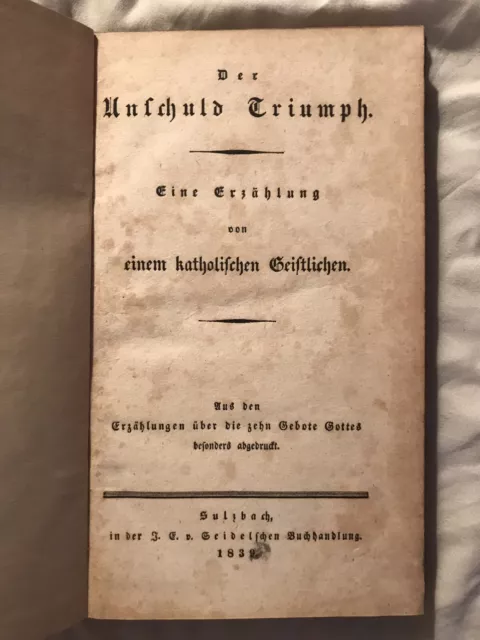 Der
Unschuld Triumph.
Eine Erzählung
von
einem katholischen Geistlichen.
Aus den
Erzählungen über die zehn Gebote Gottes
besonders abgedruckt.
Sulzbach,
in der J. E. v. Seidelschen Buchhandlung.
1839